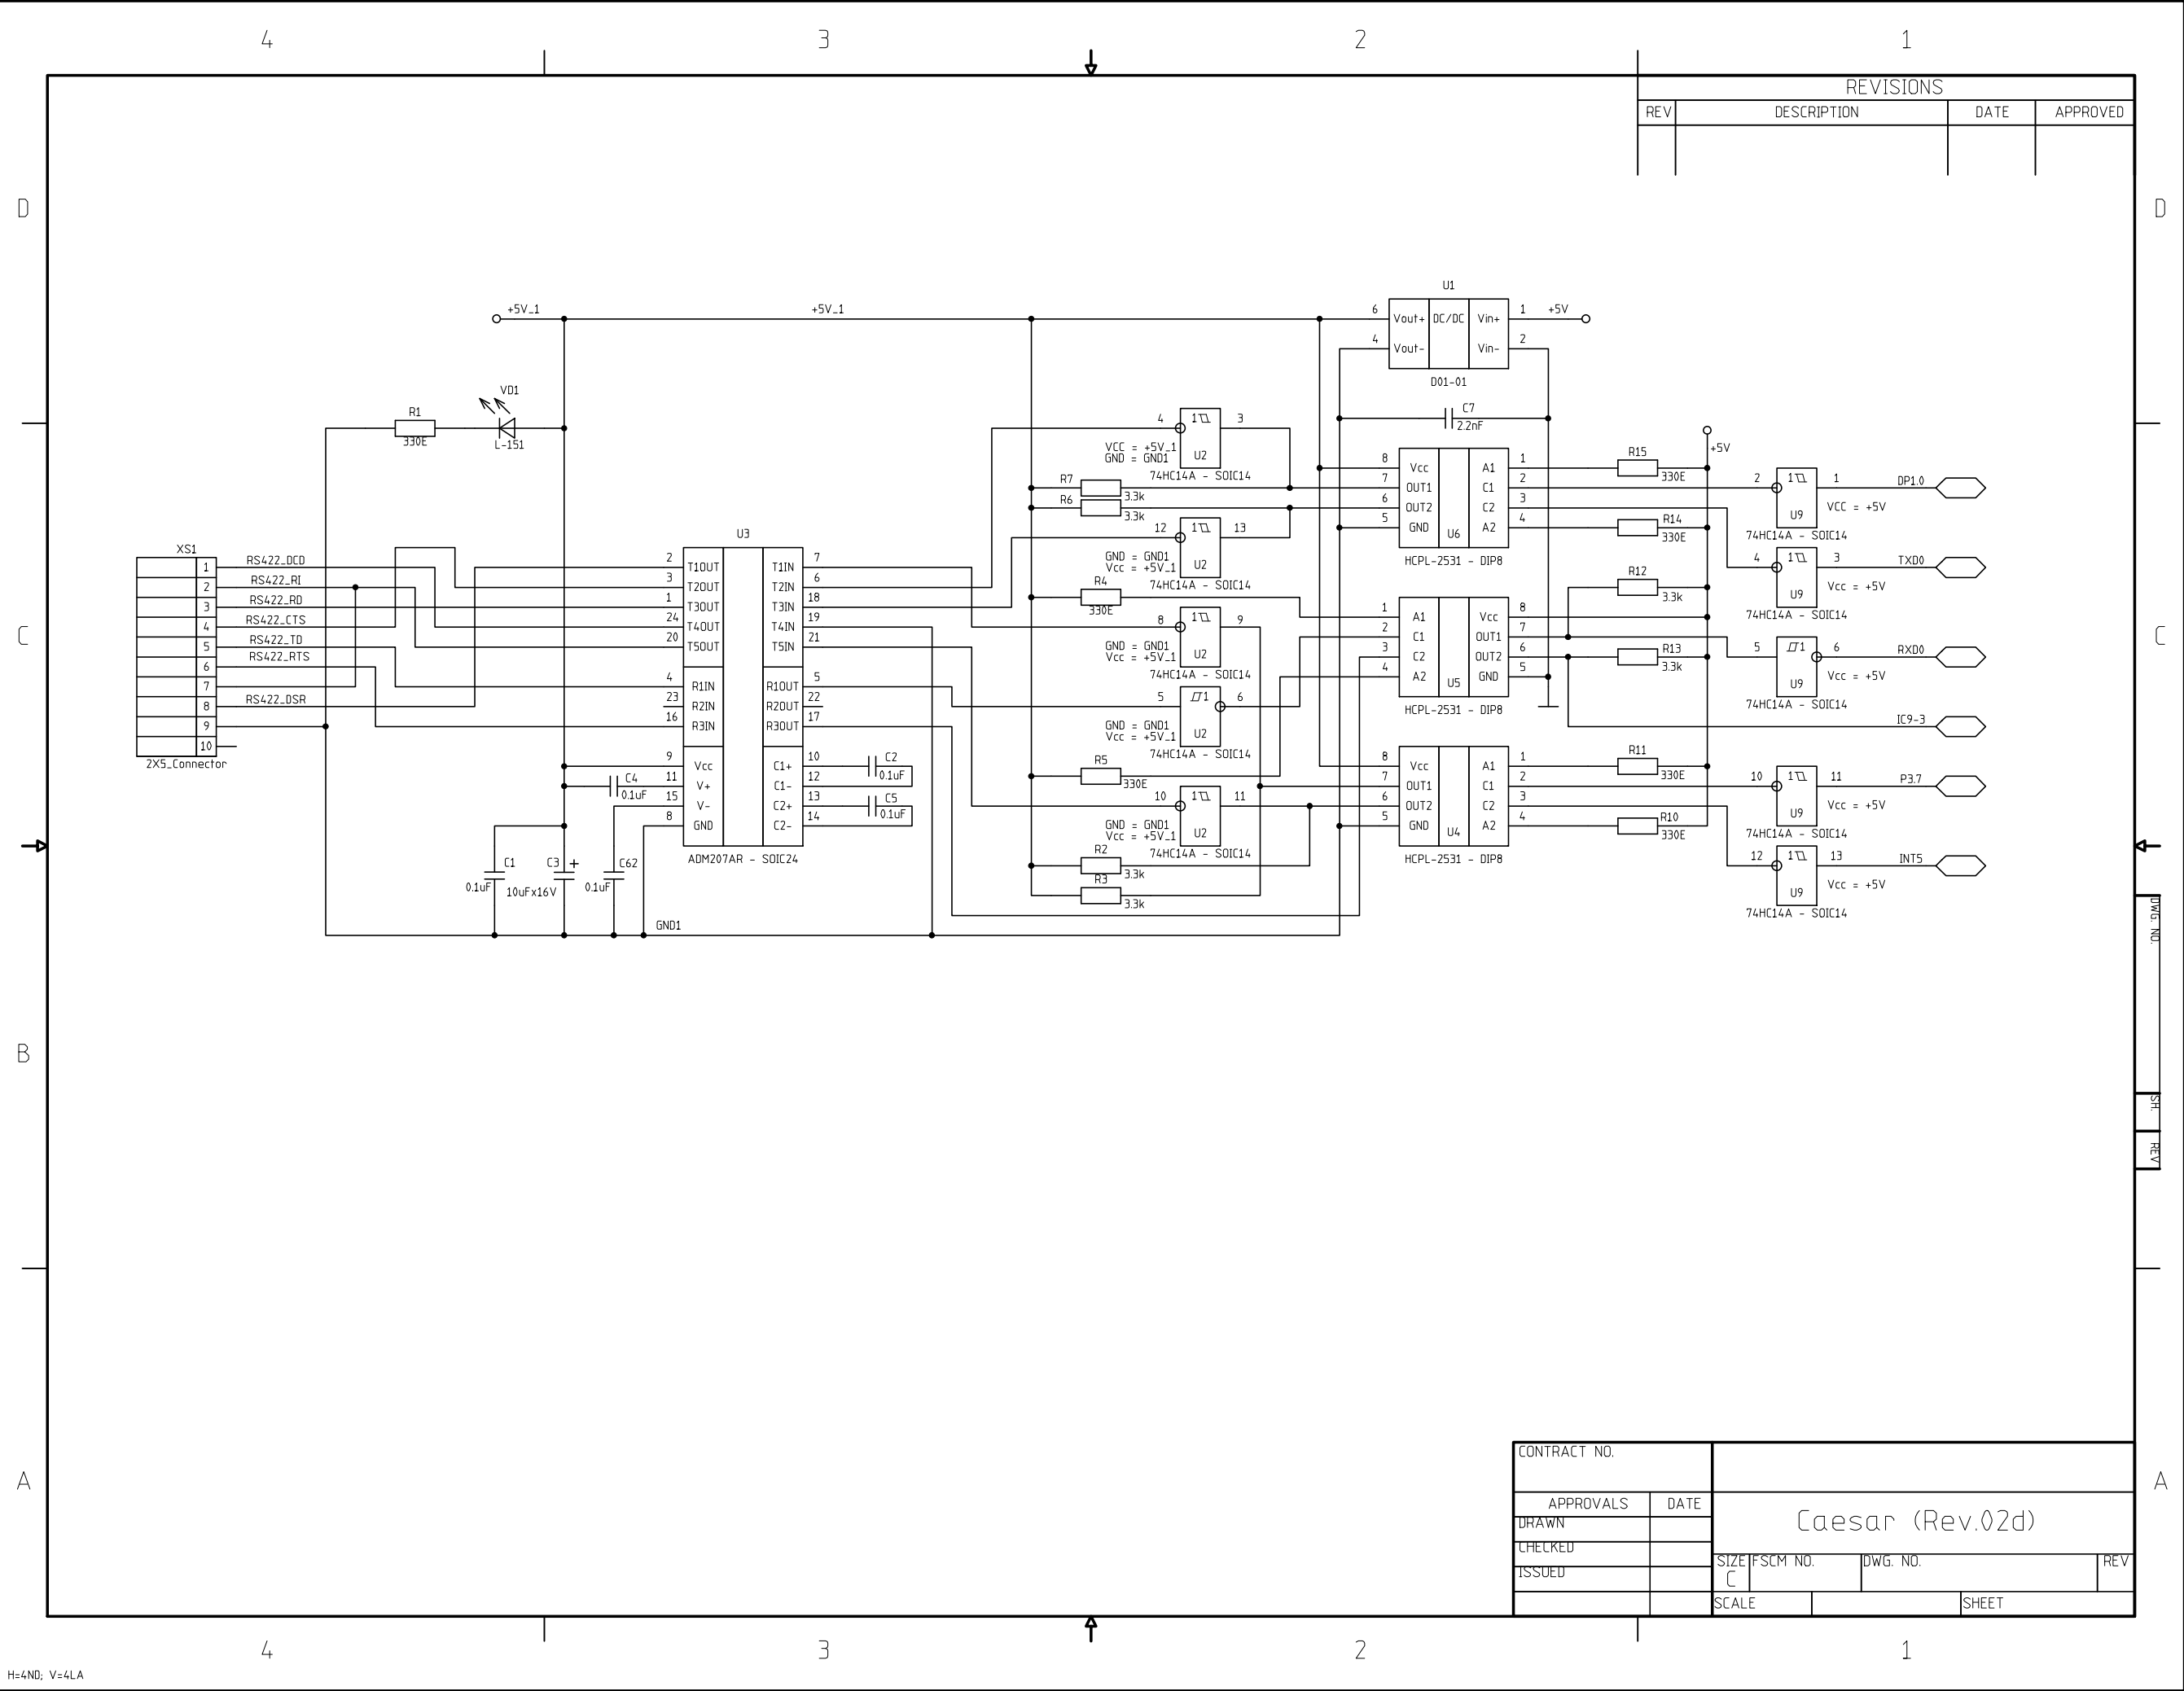 4 3 2 1
REVISIONS
REV DESCRIPTION DATE APPROVED
D D
U1
+5V_1 +5V_1 6 Vout+ DC/DC Vin+ 1 +5V
4 Vout- Vin- 2
D01-01
VD1
R1
330E
L-151
C7
2.2nF
4 1 3
VCC = +5V_1
GND = GND1
U2
74HC14A - SOIC14
R7
3.3k
R6
3.3k
12 1 13
GND = GND1
Vcc = +5V_1
U2
74HC14A - SOIC14
R4
330E
8 1 9
GND = GND1
Vcc = +5V_1
U2
74HC14A - SOIC14
5 1 6
GND = GND1
Vcc = +5V_1
U2
74HC14A - SOIC14
R5
330E
10 1 11
GND = GND1
Vcc = +5V_1
U2
74HC14A - SOIC14
R2
3.3k
R3
3.3k
8 Vcc A1 1
7 OUT1 C1 2
6 OUT2 C2 3
5 GND U6 A2 4
HCPL-2531 - DIP8
1 A1 Vcc 8
2 C1 OUT1 7
3 C2 OUT2 6
4 A2 U5 GND 5
HCPL-2531 - DIP8
8 Vcc A1 1
7 OUT1 C1 2
6 OUT2 C2 3
5 GND U4 A2 4
HCPL-2531 - DIP8
+5V
R15
330E
R14
330E
R12
3.3k
R13
3.3k
R11
330E
R10
330E
2 1 1 DP1.0
VCC = +5V
U9
74HC14A - SOIC14
4 1 3 TXD0
Vcc = +5V
U9
74HC14A - SOIC14
5 1 6 RXD0
Vcc = +5V
U9
74HC14A - SOIC14
IC9-3
10 1 11 P3.7
Vcc = +5V
U9
74HC14A - SOIC14
12 1 13 INT5
Vcc = +5V
U9
74HC14A - SOIC14
XS1
1 RS422_DCD
2 RS422_RI
3 RS422_RD
4 RS422_CTS
5 RS422_TD
6 RS422_RTS
7
8 RS422_DSR
9
10
2X5_Connector
U3
2 T1OUT T1IN 7
3 T2OUT T2IN 6
1 T3OUT T3IN 18
24 T4OUT T4IN 19
20 T5OUT T5IN 21
4 R1IN R1OUT 5
23 R2IN R2OUT 22
16 R3IN R3OUT 17
9 Vcc C1+ 10
11 V+ C1- 12
15 V- C2+ 13
8 GND C2- 14
ADM207AR - SOIC24
C2
0.1uF
C5
0.1uF
C4
0.1uF
C1
0.1uF
C3 +
10uFx16V
C62
0.1uF
GND1
C C
DWG. NO.
SH.
REV
B B
A A
CONTRACT NO.
APPROVALS DATE
DRAWN
CHECKED
ISSUED
Caesar (Rev.02d)
SIZE FSCM NO. DWG. NO. REV
C
SCALE SHEET
4 3 2 1
H=4ND; V=4LA